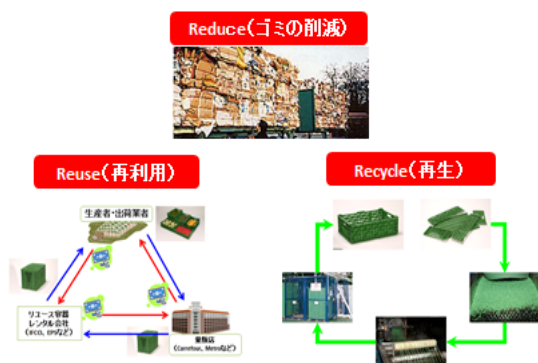 Reduce(ゴミの削減)
Reuse(再利用)
Recycle(再生)
生産者・出荷業者
リユース容器
レンタル会社
(IFCO, EPSなど)
量販店
(Carrefour, Metroなど)